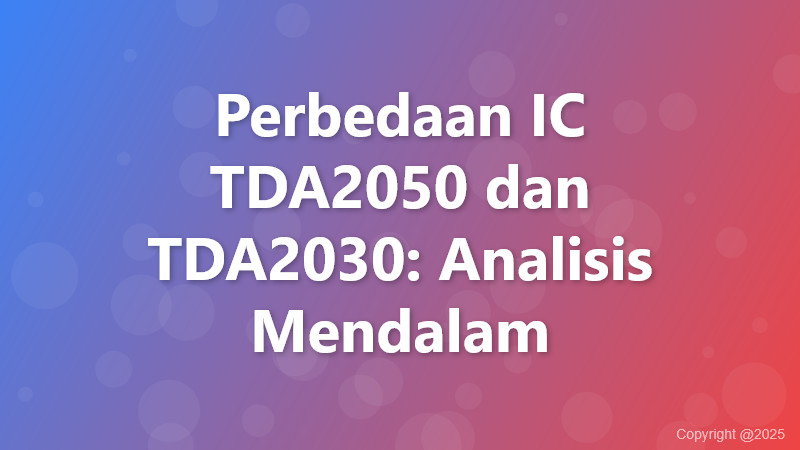 Perbedaan IC
TDA2050 dan
TDA2030: Analisis
Mendalam
Copyright @2025